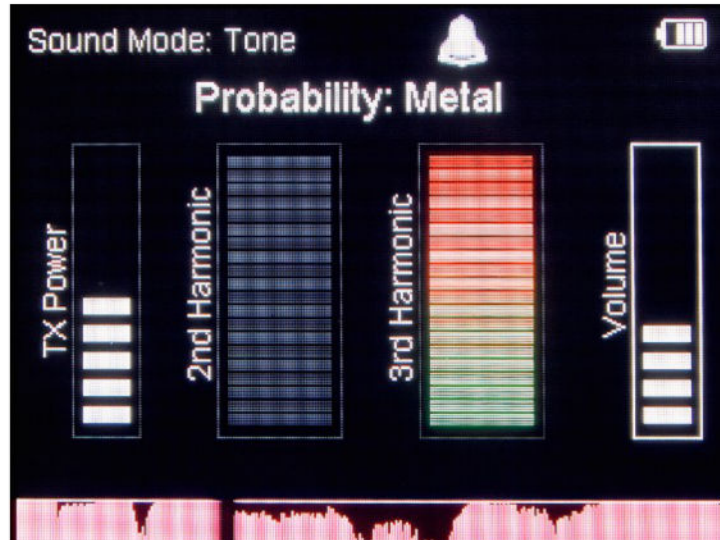 Sound Mode: Tone
Probability: Metal
TX Power
2nd Harmonic
3rd Harmonic
Volume